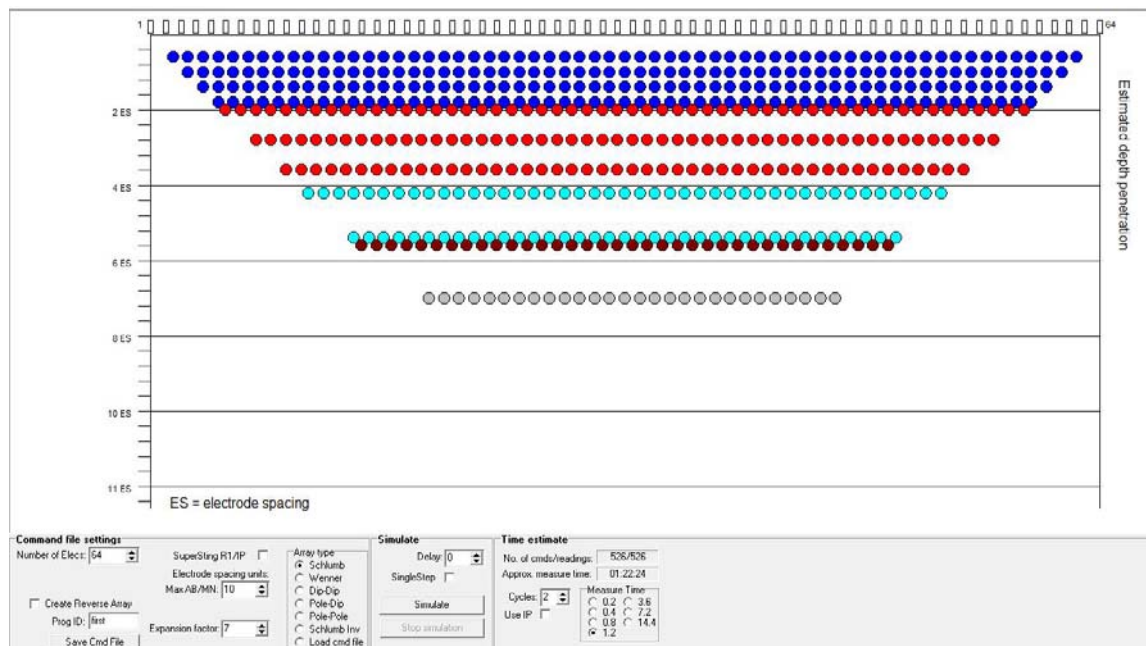 1
64
2 ES
4 ES
6 ES
8 ES
10 ES
11 ES
Estimated depth penetration
ES = electrode spacing
Command file settings
Number of Elecs: 64
SuperSting R1/IP
Electrode spacing units:
Max AB/MN: 10
Create Reverse Array
Prog ID: first
Expansion factor: 7
Save Cmd File
Array type
Schlumb
Wenner
Dip-Dip
Pole-Dip
Pole-Pole
Schlumb Inv
Load cmd file
Simulate
Delay: 0
SingleStep
Simulate
Stop simulation
Time estimate
No. of cmds/readings: 526/526
Approx. measure time: 01:22:24
Cycles: 2
Use IP
Measure Time
0.2 3.6
0.4 7.2
0.8 14.4
1.2